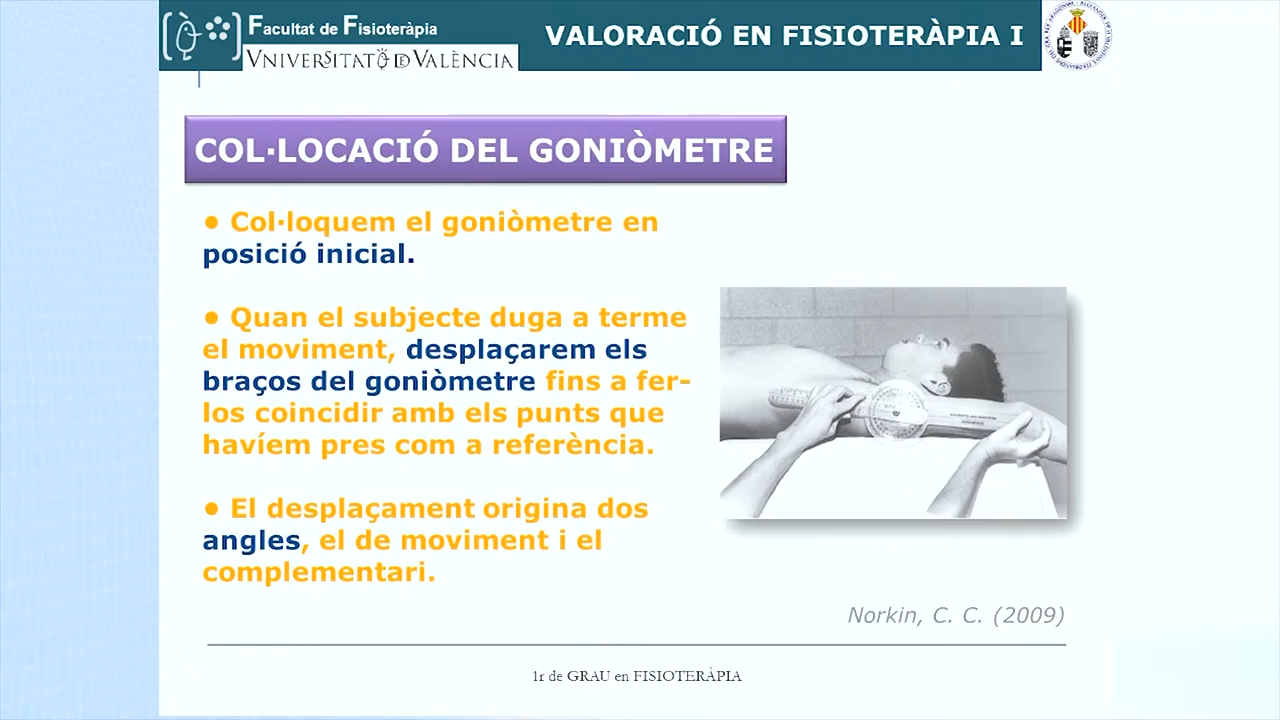 Facultat de Fisioteràpia
VNIVERSITAT DE VALÈNCIA
VALORACIÓ EN FISIOTERÀPIA I
COL·LOCACIÓ DEL GONIÒMETRE
• Col·loquem el goniòmetre en
posició inicial.
• Quan el subjecte duga a terme
el moviment, desplaçarem els
braços del goniòmetre fins a fer-
los coincidir amb els punts que
havíem pres com a referència.
• El desplaçament origina dos
angles, el de moviment i el
complementari.
Norkin, C. C. (2009)
1r de GRAU en FISIOTERÀPIA